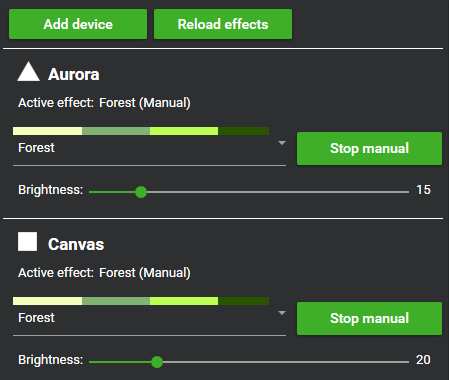 Add device Reload effects
Aurora
Active effect: Forest (Manual)
Forest
Stop manual
Brightness: 15
Canvas
Active effect: Forest (Manual)
Forest
Stop manual
Brightness: 20